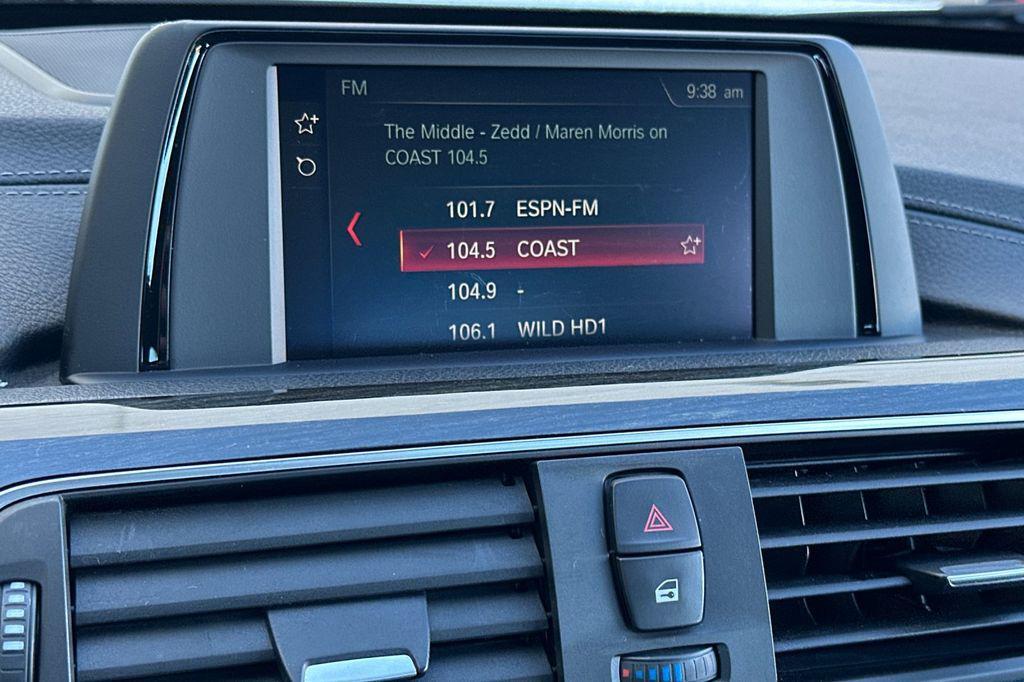 FM
9:38 am
The Middle - Zedd / Maren Morris on
COAST 104.5
101.7 ESPN-FM
104.5 COAST
104.9 -
106.1 WILD HD1